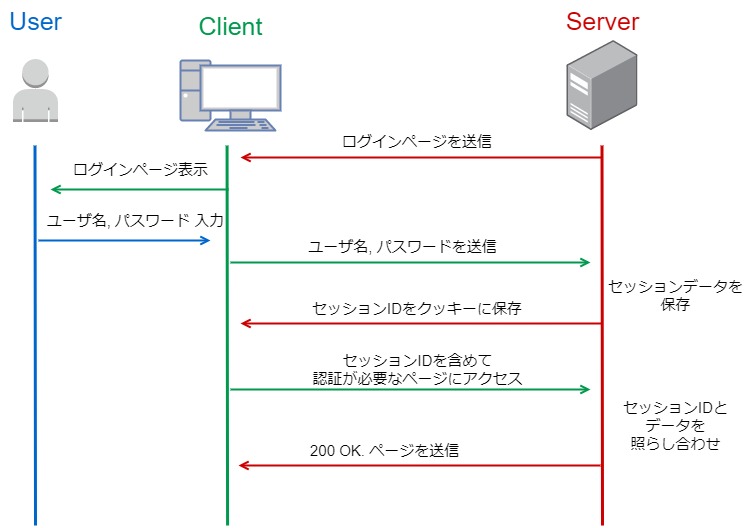 User
Client
Server
ログインページを送信
ログインページ表示
ユーザ名, パスワード 入力
ユーザ名, パスワードを送信
セッションデータを
保存
セッションIDをクッキーに保存
セッションIDを含めて
認証が必要なページにアクセス
セッションIDと
データを
照らし合わせ
200 OK. ページを送信